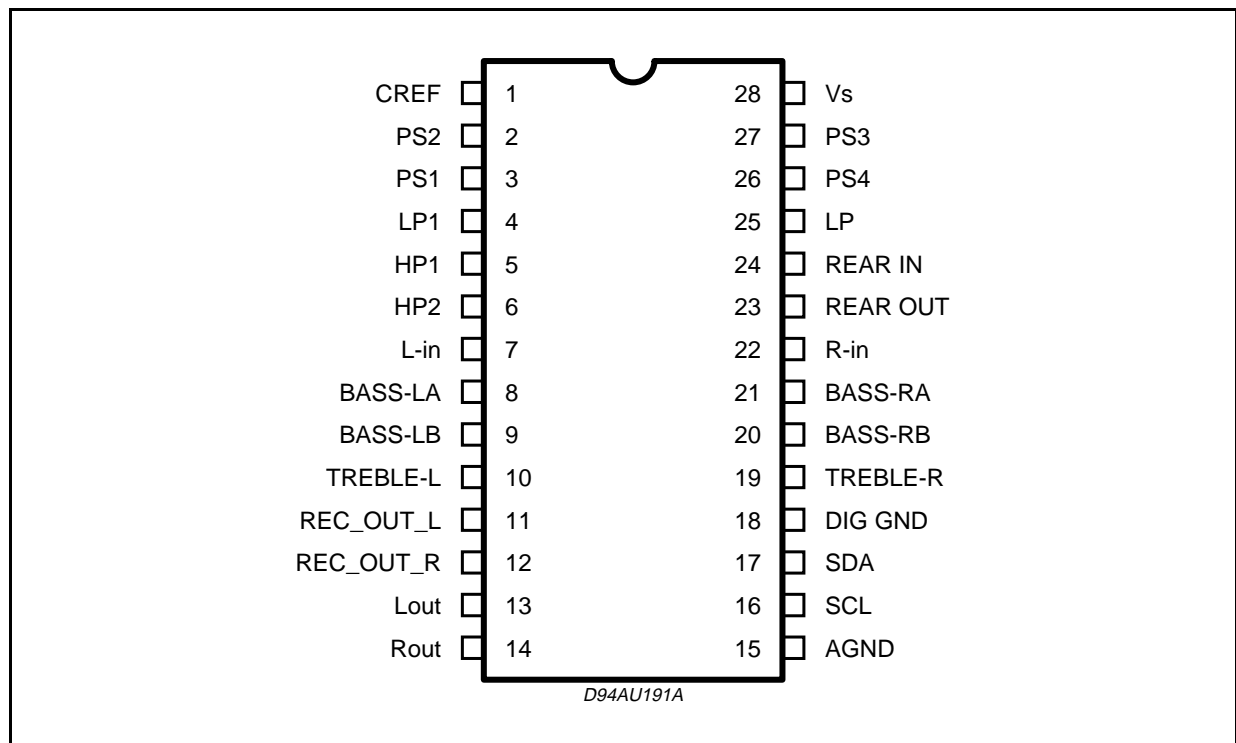 CREF 1 28 Vs
PS2 2 27 PS3
PS1 3 26 PS4
LP1 4 25 LP
HP1 5 24 REAR IN
HP2 6 23 REAR OUT
L-in 7 22 R-in
BASS-LA 8 21 BASS-RA
BASS-LB 9 20 BASS-RB
TREBLE-L 10 19 TREBLE-R
REC_OUT_L 11 18 DIG GND
REC_OUT_R 12 17 SDA
Lout 13 16 SCL
Rout 14 15 AGND
D94AU191A